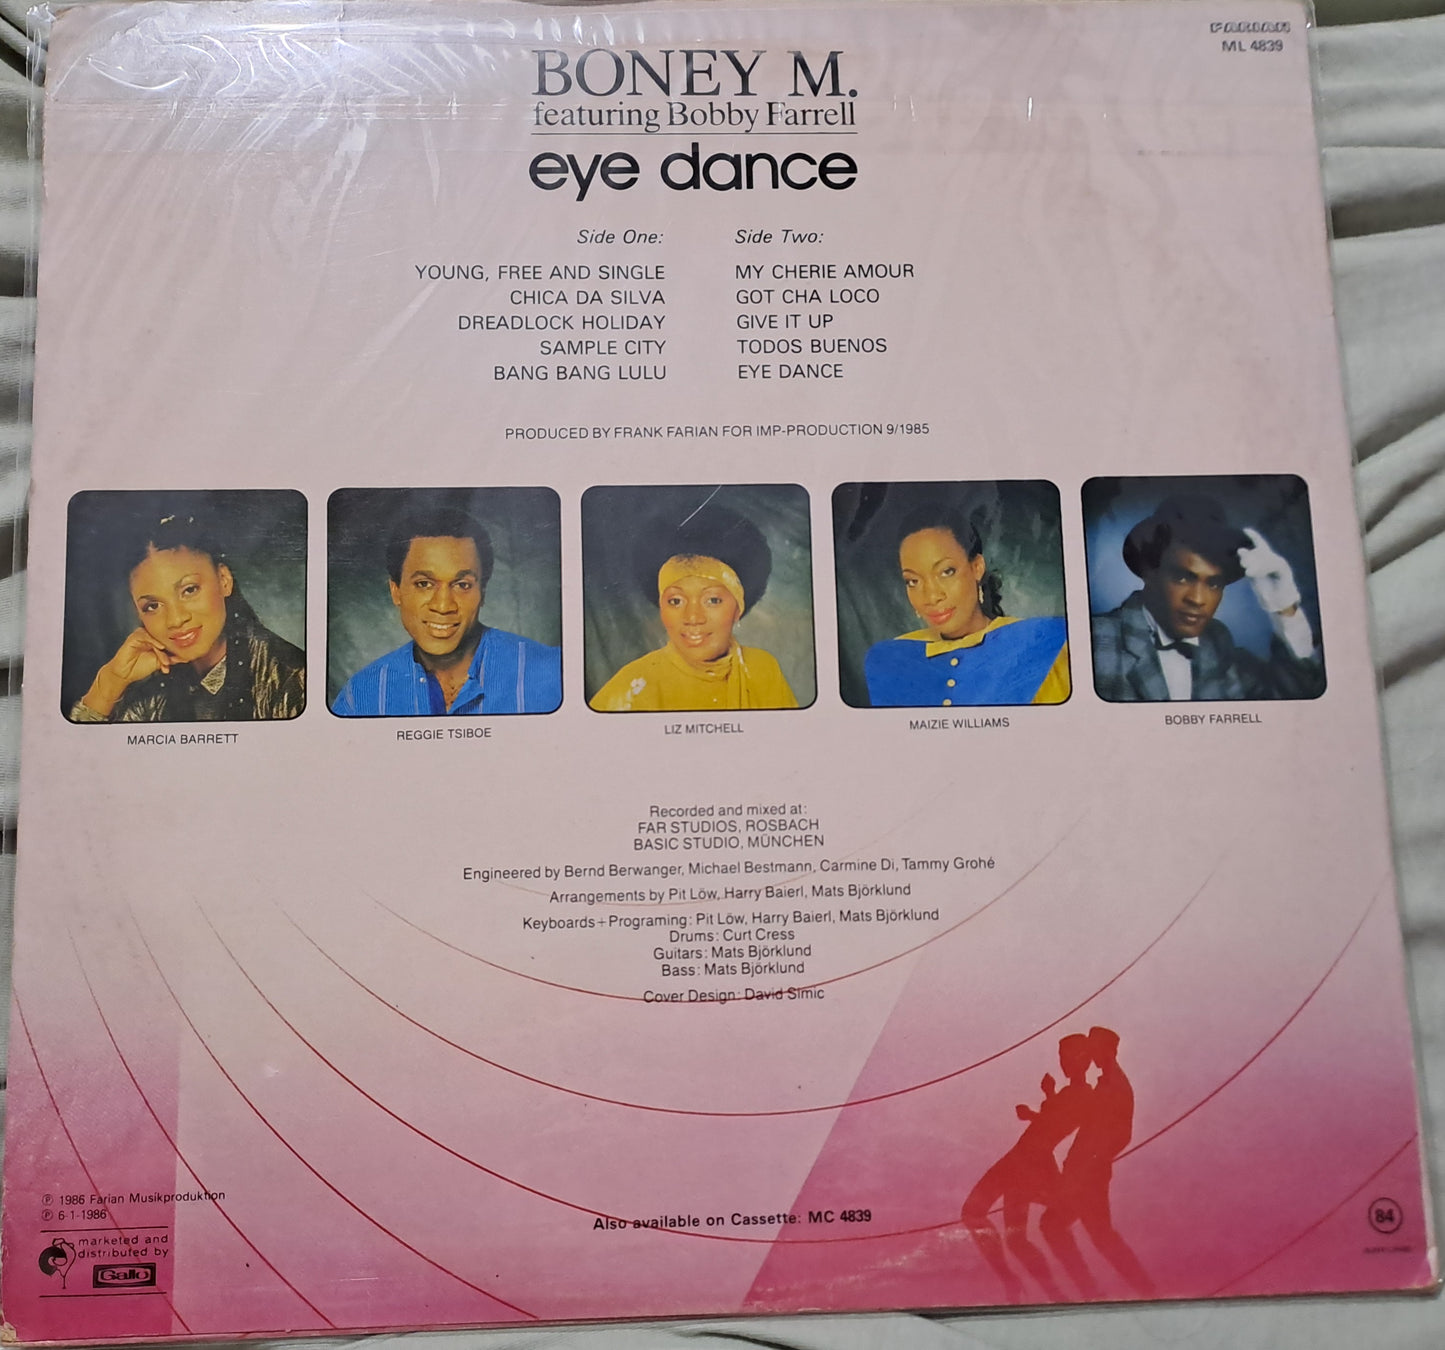 FARIAN
ML 4839
BONEY M.
featuring Bobby Farrell
eye dance
Side One:
YOUNG, FREE AND SINGLE
CHICA DA SILVA
DREADLOCK HOLIDAY
SAMPLE CITY
BANG BANG LULU
Side Two:
MY CHERIE AMOUR
GOT CHA LOCO
GIVE IT UP
TODOS BUENOS
EYE DANCE
PRODUCED BY FRANK FARIAN FOR IMP-PRODUCTION 9/1985
MARCIA BARRETT
REGGIE TSIBOE
LIZ MITCHELL
MAIZIE WILLIAMS
BOBBY FARRELL
Recorded and mixed at:
FAR STUDIOS, ROSBACH
BASIC STUDIO, MÜNCHEN
Engineered by Bernd Berwanger, Michael Bestmann, Carmine Di, Tammy Grohé
Arrangements by Pit Löw, Harry Baierl, Mats Björklund
Keyboards+Programing: Pit Löw, Harry Baierl, Mats Björklund
Drums: Curt Cress
Guitars: Mats Björklund
Bass: Mats Björklund
Cover Design: David Simic
℗ 1986 Farian Musikproduktion
℗ 6-1-1986
marketed and
distributed by
Gallo
Also available on Cassette: MC 4839
84